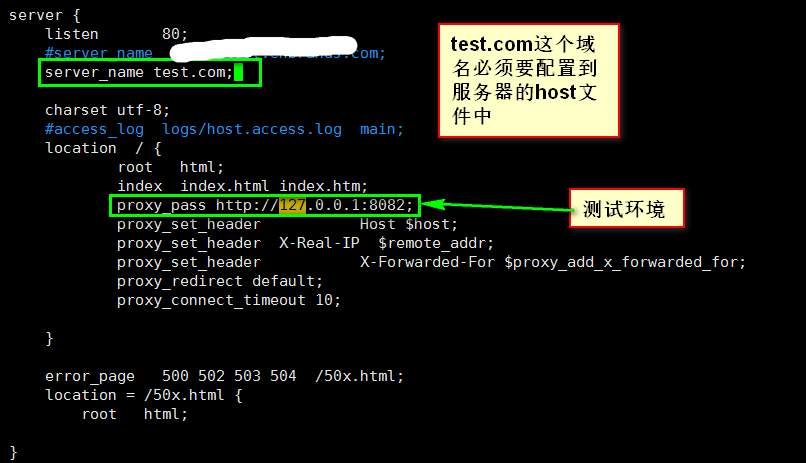 server {
listen 80;
#server_name .com;
server_name test.com;
charset utf-8;
#access_log logs/host.access.log main;
location / {
root html;
index index.html index.htm;
proxy_pass http://127.0.0.1:8082;
proxy_set_header Host $host;
proxy_set_header X-Real-IP $remote_addr;
proxy_set_header X-Forwarded-For $proxy_add_x_forwarded_for;
proxy_redirect default;
proxy_connect_timeout 10;
}
error_page 500 502 503 504 /50x.html;
location = /50x.html {
root html;
}
test.com这个域
名必须要配置到
服务器的host文
件中
测试环境